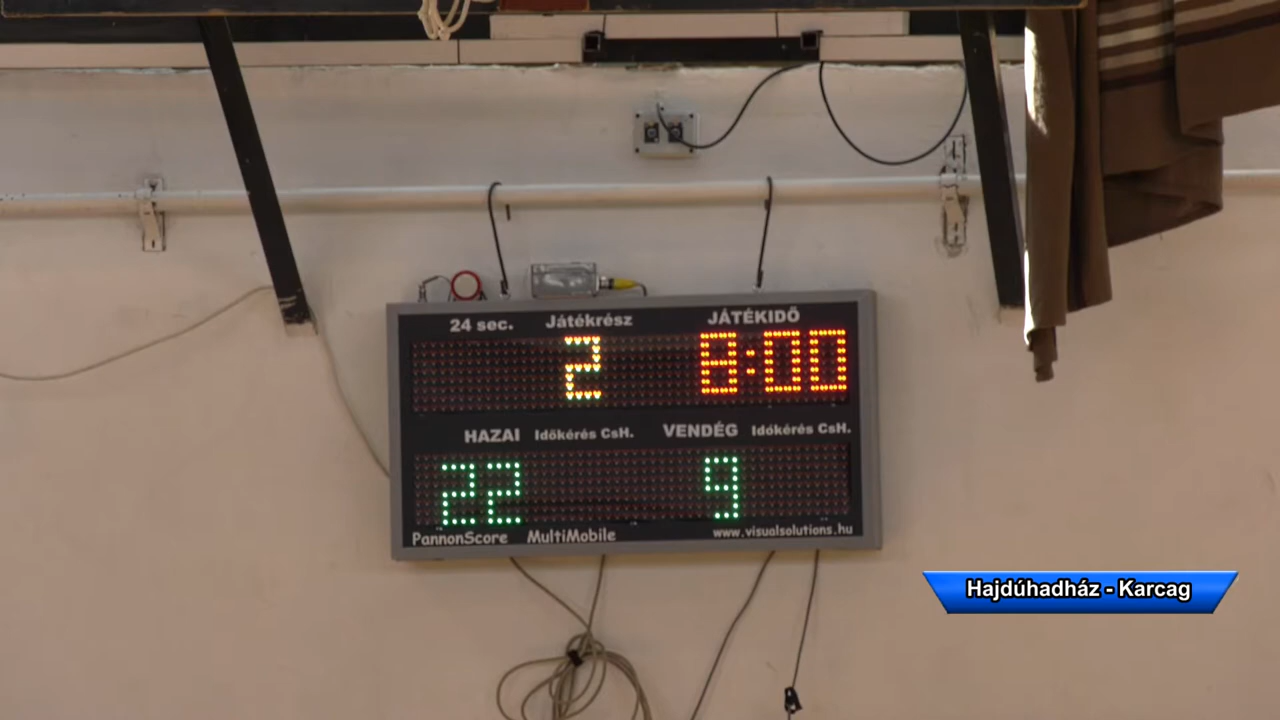 24 sec. Játékrész JÁTÉKIDŐ
2 8:00
HAZAI Időkérés CsH. VENDÉG Időkérés CsH.
22 9
PannonScore MultiMobile www.visualsolutions.hu
Hajdúhadház - Karcag